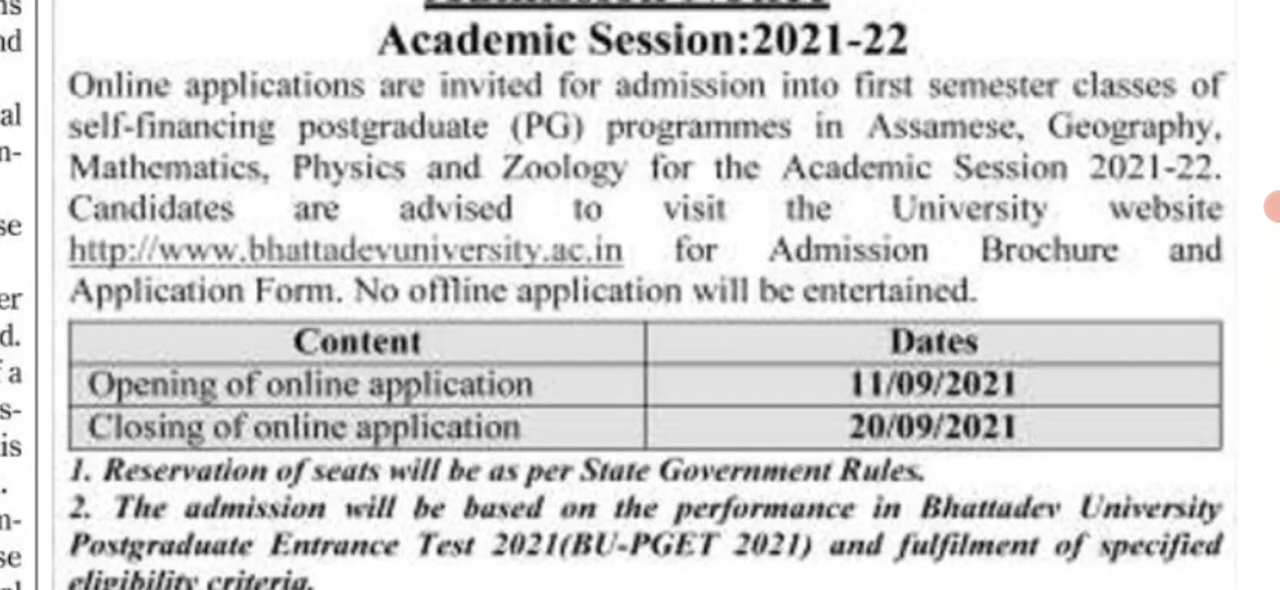 Academic Session:2021-22
Online applications are invited for admission into first semester classes of
self-financing postgraduate (PG) programmes in Assamese, Geography,
Mathematics, Physics and Zoology for the Academic Session 2021-22.
Candidates are advised to visit the University website
http://www.bhattadevuniversity.ac.in for Admission Brochure and
Application Form. No offline application will be entertained.
Content Dates
Opening of online application 11/09/2021
Closing of online application 20/09/2021
1. Reservation of seats will be as per State Government Rules.
2. The admission will be based on the performance in Bhattadev University
Postgraduate Entrance Test 2021(BU-PGET 2021) and fulfilment of specified
eligibility criteria.